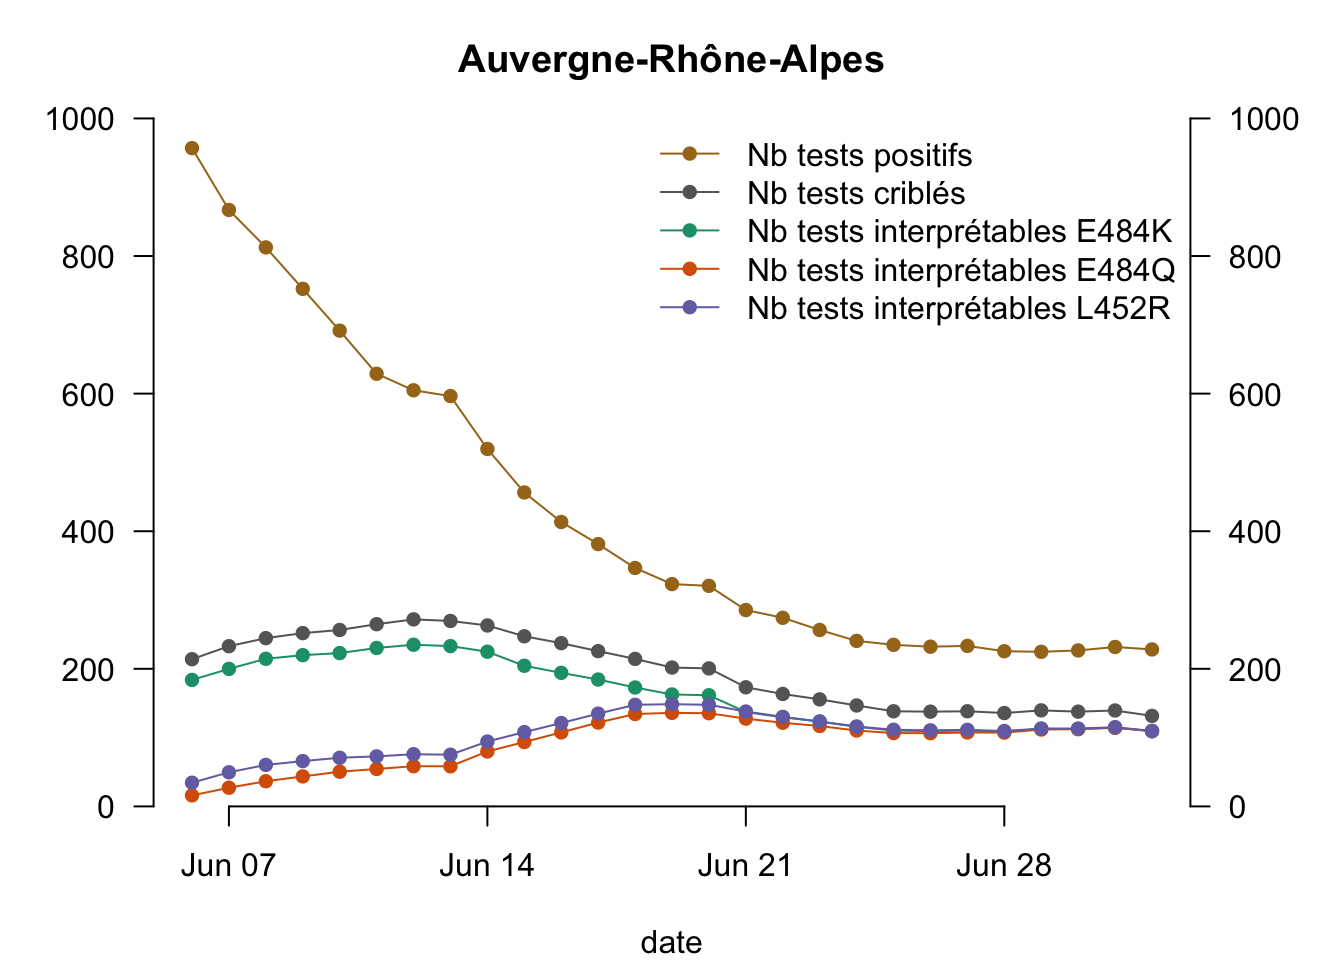 Auvergne-Rhône-Alpes
1000
800
600
400
200
0
Nb tests positifs
Nb tests criblés
Nb tests interprétables E484K
Nb tests interprétables E484Q
Nb tests interprétables L452R
1000
800
600
400
200
0
Jun 07
Jun 14
Jun 21
Jun 28
date